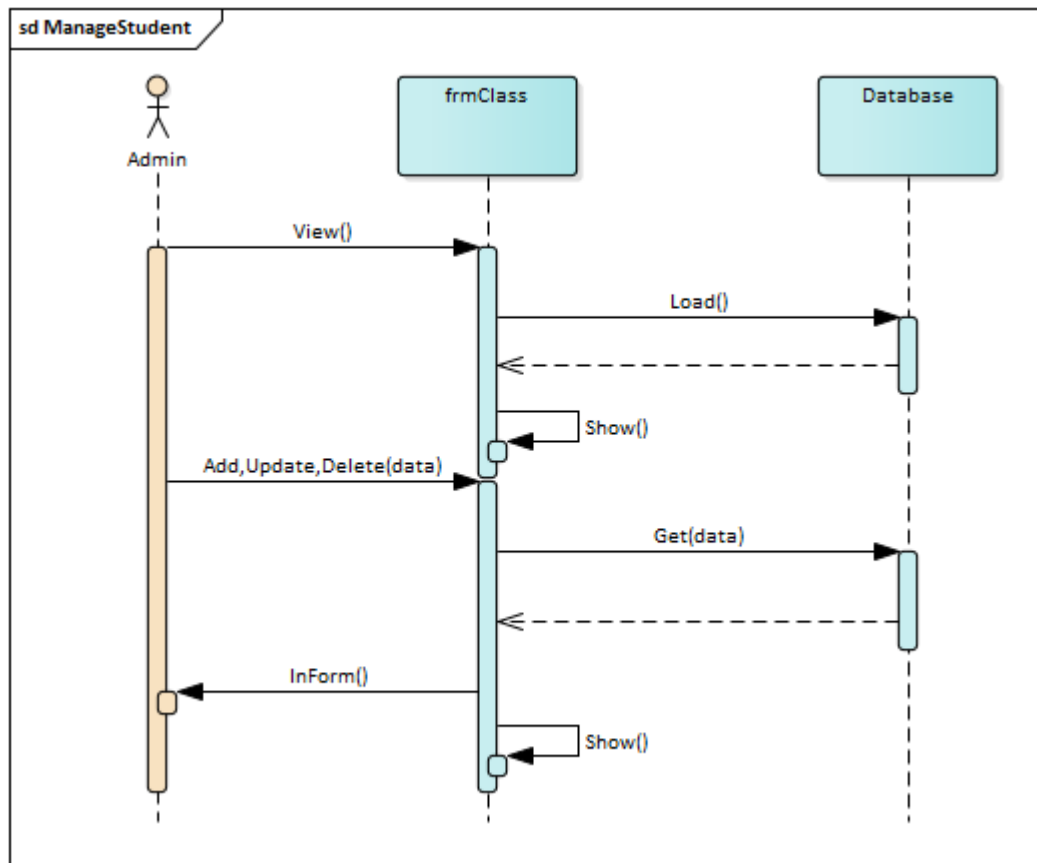 sd ManageStudent
frmClass
Database
Admin
View()
Load()
Show()
Add,Update,Delete(data)
Get(data)
InForm()
Show()